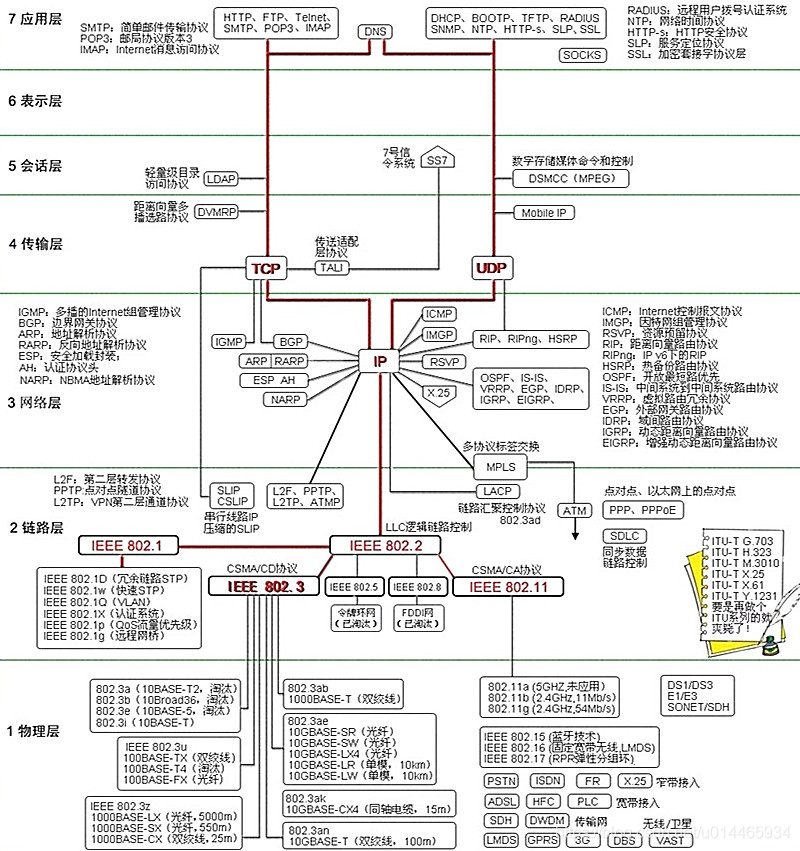 7 应用层
SMTP: 简单邮件传输协议
POP3: 邮局协议版本3
IMAP: Internet消息访问协议
HTTP, FTP, Telnet,
SMTP, POP3, IMAP
DNS
DHCP, BOOTP, TFTP, RADIUS
SNMP, NTP, HTTP-s, SLP, SSL
SOCKS
RADIUS: 远程用户拨号认证系统
NTP: 网络时间协议
HTTP-s: HTTP安全协议
SLP: 服务定位协议
SSL: 加密套接字协议层
6 表示层
5 会话层
轻量级目录
访问协议
LDAP
7号信
令系统
SS7
数字存储媒体命令和控制
DSMCC (MPEG)
距离向量多
播选路协议
DVMRP
Mobile IP
4 传输层
TCP
传送适配
层协议
TALI
UDP
IGMP: 多播的Internet组管理协议
BGP: 边界网关协议
ARP: 地址解析协议
RARP: 反向地址解析协议
ESP: 安全加载封装:
AH: 认证协议头
NARP: NBMA地址解析协议
3 网络层
IGMP
BGP
ARP
RARP
ESP AH
NARP
IP
ICMP
IMGP
RIP, RIPng, HSRP
RSVP
X.25
OSPF, IS-IS,
VRRP, EGP, IDRP,
IGRP, EIGRP,
ICMP: Internet控制报文协议
IMGP: 因特网组管理协议
RSVP: 资源预留协议
RIP: 距离向量路由协议
RIPng: IP v6下的RIP
HSRP: 热备份路由协议
OSPF: 开放最短路优先
IS-IS: 中间系统到中间系统路由协议
VRRP: 虚拟路由冗余协议
EGP: 外部网关路由协议
IDRP: 域间路由协议
IGRP: 动态距离向量路由协议
EIGRP: 增强动态距离向量路由协议
多协议标签交换
MPLS
L2F: 第二层转发协议
PPTP:点对点隧道协议
L2TP: VPN第二层通道协议
SLIP
CSLIP
串行线路IP
压缩的SLIP
L2F, PPTP,
L2TP, ATMP
LACP
链路汇聚控制协议
802.3ad
ATM
点对点、以太网上的点对点
PPP, PPPoE
SDLC
同步数据
链路控制
2 链路层
LLC逻辑链路控制
IEEE 802.1
IEEE 802.2
CSMA/CD协议
CSMA/CA协议
IEEE 802.3
IEEE 802.5
IEEE 802.8
IEEE 802.11
令牌环网
(已淘汰)
FDDI网
(已淘汰)
IEEE 802.1D (冗余链路STP)
IEEE 802.1w (快速STP)
IEEE 802.1Q (VLAN)
IEEE 802.1X (认证系统)
IEEE 802.1p (QoS流量优先级)
IEEE 802.1g (远程网桥)
ITU-T G.703
ITU-T H.323
ITU-T M.3010
ITU-T X.25
ITU-T X.61
ITU-T Y.1231
要是再做个
ITU系列的就
灭毙了!
1 物理层
802.3a (10BASE-T2, 淘汰)
802.3b (10Broad36, 淘汰)
802.3e (10BASE-5, 淘汰)
802.3i (10BASE-T)
IEEE 802.3u
100BASE-TX (双绞线)
100BASE-T4 (淘汰)
100BASE-FX (光纤)
IEEE 802.3z
1000BASE-LX (光纤,5000m)
1000BASE-SX (光纤,550m)
1000BASE-CX (双绞线,25m)
802.3ab
1000BASE-T (双绞线)
802.3ae
10GBASE-SR (光纤)
10GBASE-SW (光纤)
10GBASE-LX4 (光纤)
10GBASE-LR (单模, 10km)
10GBASE-LW (单模, 10km)
802.3ak
10GBASE-CX4 (同轴电缆, 15m)
802.3an
10GBASE-T (双绞线, 100m)
802.11a (5GHZ,未应用)
802.11b (2.4GHz,11Mb/s)
802.11g (2.4GHz,54Mb/s)
DS1/DS3
E1/E3
SONET/SDH
IEEE 802.15 (蓝牙技术)
IEEE 802.16 (固定宽带无线,LMDS)
IEEE 802.17 (RPR弹性分组环)
PSTN ISDN FR X.25 窄带接入
ADSL HFC PLC 宽带接入
SDH DWDM 传输网 无线/卫星
LMDS GPRS 3G DBS VAST